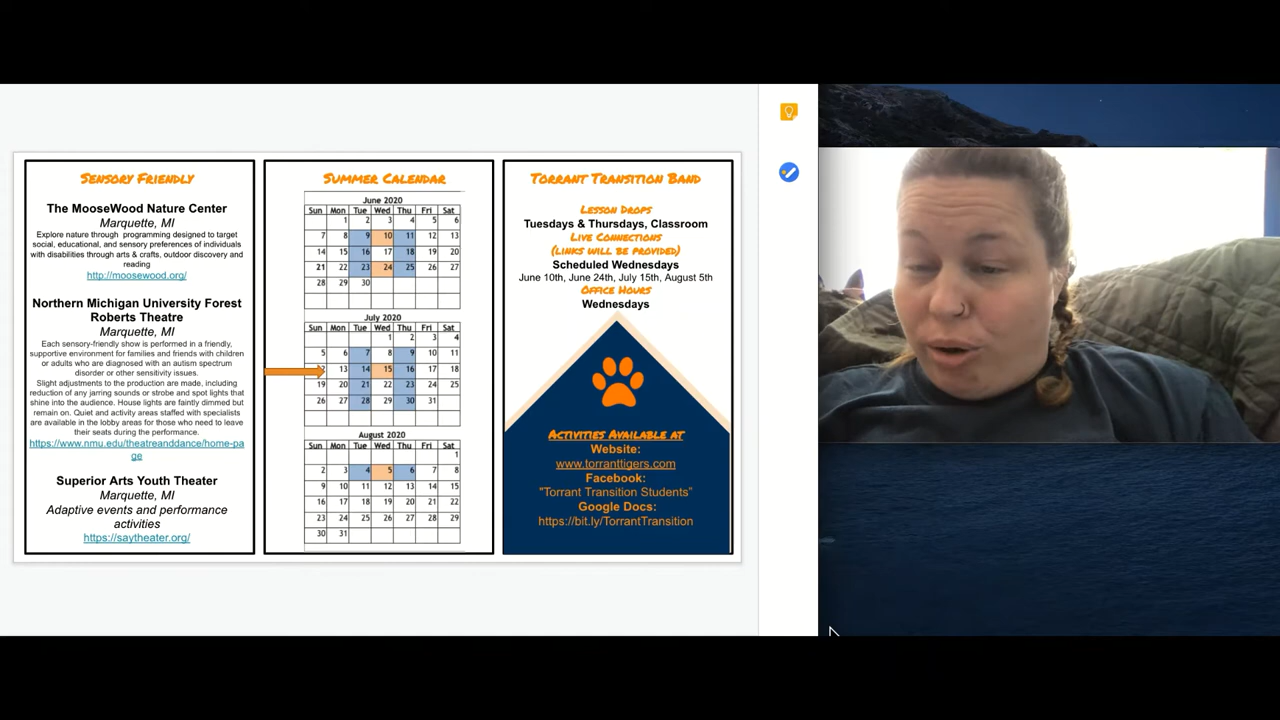 SENSORY FRIENDLY
The MooseWood Nature Center
Marquette, MI
Explore nature through programming designed to target
social, educational, and sensory preferences of individuals
with disabilities through arts & crafts, outdoor discovery and
reading
http://moosewood.org/
Northern Michigan University Forest
Roberts Theatre
Marquette, MI
Each sensory-friendly show is performed in a friendly,
supportive environment for families and friends with children
or adults who are diagnosed with an autism spectrum
disorder or other sensitivity issues.
Slight adjustments to the production are made, including
reduction of any jarring sounds or strobe and spot lights that
shine into the audience. House lights are faintly dimmed but
remain on. Quiet and activity areas staffed with specialists
are available in the lobby areas for those who need to leave
their seats during the performance.
https://www.nmu.edu/theatreanddance/home-pa
ge
Superior Arts Youth Theater
Marquette, MI
Adaptive events and performance
activities
https://saytheater.org/
SUMMER CALENDAR
June 2020
Sun Mon Tue Wed Thu Fri Sat
1 2 3 4 5 6
7 8 9 10 11 12 13
14 15 16 17 18 19 20
21 22 23 24 25 26 27
28 29 30
July 2020
Sun Mon Tue Wed Thu Fri Sat
1 2 3 4
5 6 7 8 9 10 11
13 14 15 16 17 18
19 20 21 22 23 24 25
26 27 28 29 30 31
August 2020
Sun Mon Tue Wed Thu Fri Sat
1
2 3 4 5 6 7 8
9 10 11 12 13 14 15
16 17 18 19 20 21 22
23 24 25 26 27 28 29
30 31
TORRANT TRANSITION BAND
LESSON DROPS
Tuesdays & Thursdays, Classroom
LIVE CONNECTIONS
(LINKS WILL BE PROVIDED)
Scheduled Wednesdays
June 10th, June 24th, July 15th, August 5th
OFFICE HOURS
Wednesdays
ACTIVITIES AVAILABLE AT
Website:
www.torranttigers.com
Facebook:
"Torrant Transition Students"
Google Docs:
https://bit.ly/TorrantTransition